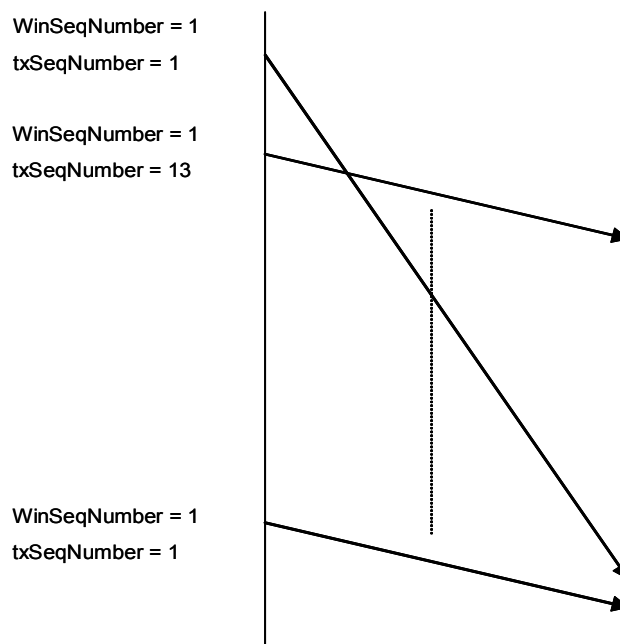 WinSeqNumber = 1
txSeqNumber = 1
WinSeqNumber = 1
txSeqNumber = 13
WinSeqNumber = 1
txSeqNumber = 1